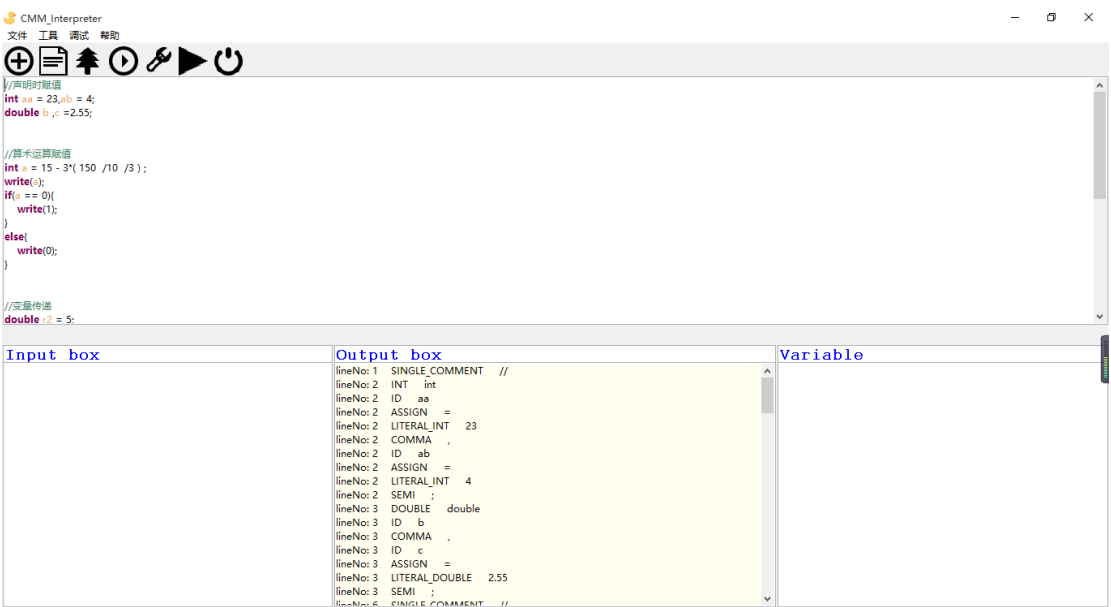 CMM_Interpreter
文件 工具 调试 帮助
//声明时赋值
int aa = 23,ab = 4;
double b ,c =2.55;
//算术运算赋值
int a = 15 - 3*( 150 /10 /3 ) ;
write(a);
if(a == 0){
write(1);
}
else{
write(0);
}
//变量传递
double r2 = 5;
Input box
Output box
Variable
lineNo: 1 SINGLE_COMMENT //
lineNo: 2 INT int
lineNo: 2 ID aa
lineNo: 2 ASSIGN =
lineNo: 2 LITERAL_INT 23
lineNo: 2 COMMA ,
lineNo: 2 ID ab
lineNo: 2 ASSIGN =
lineNo: 2 LITERAL_INT 4
lineNo: 2 SEMI ;
lineNo: 3 DOUBLE double
lineNo: 3 ID b
lineNo: 3 COMMA ,
lineNo: 3 ID c
lineNo: 3 ASSIGN =
lineNo: 3 LITERAL_DOUBLE 2.55
lineNo: 3 SEMI ;
lineNo: 6 SINGLE_COMMENT //